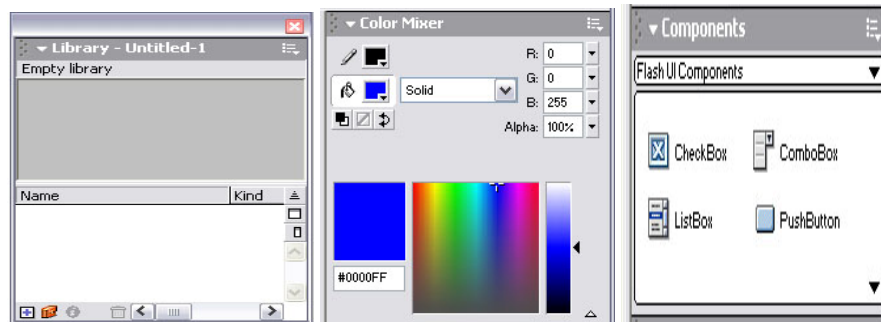 Library - Untitled-1
Empty library
Name Kind
Color Mixer
R: 0
G: 0
Solid
B: 255
Alpha: 100%
#0000FF
Components
Flash UI Components
CheckBox ComboBox
ListBox PushButton